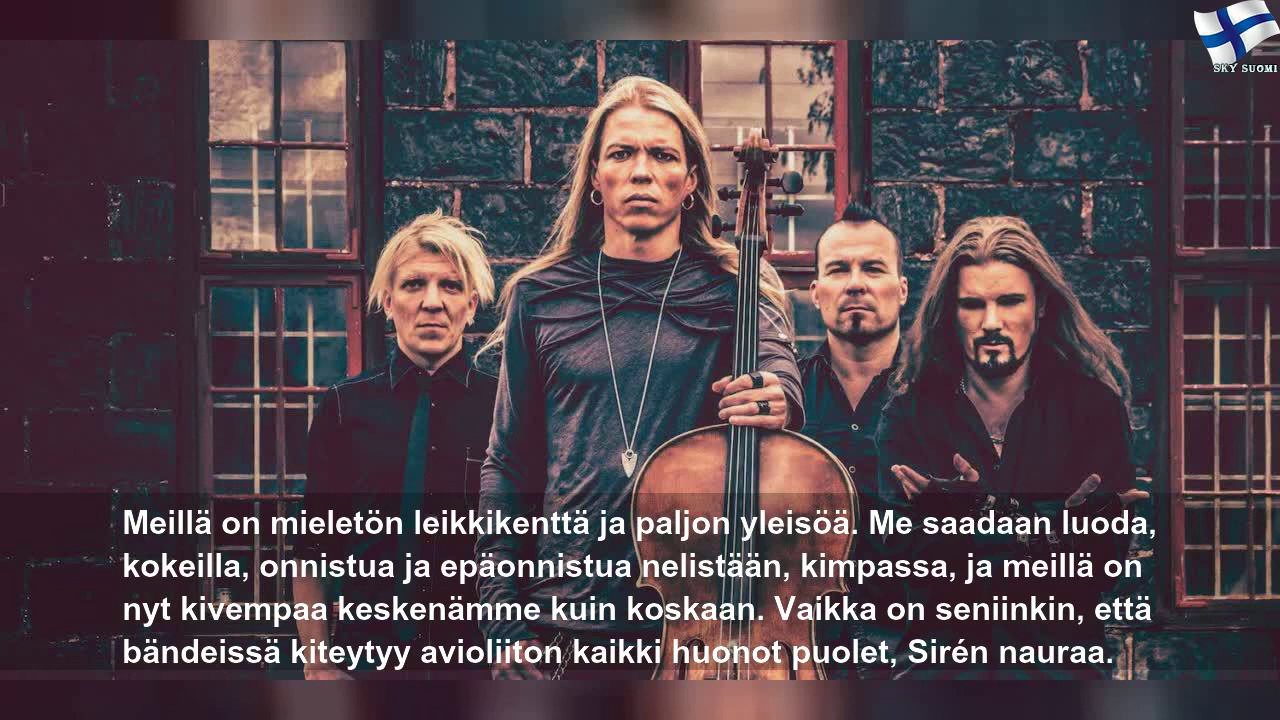 SKY SUOMI
Meillä on mieletön leikkikenttä ja paljon yleisöä. Me saadaan luoda,
kokeilla, onnistua ja epäonnistua nelistään, kimpassa, ja meillä on
nyt kivempaa keskenämme kuin koskaan. Vaikka on seniinkin, että
bändeissä kiteytyy avioliiton kaikki huonot puolet, Sirén nauraa.